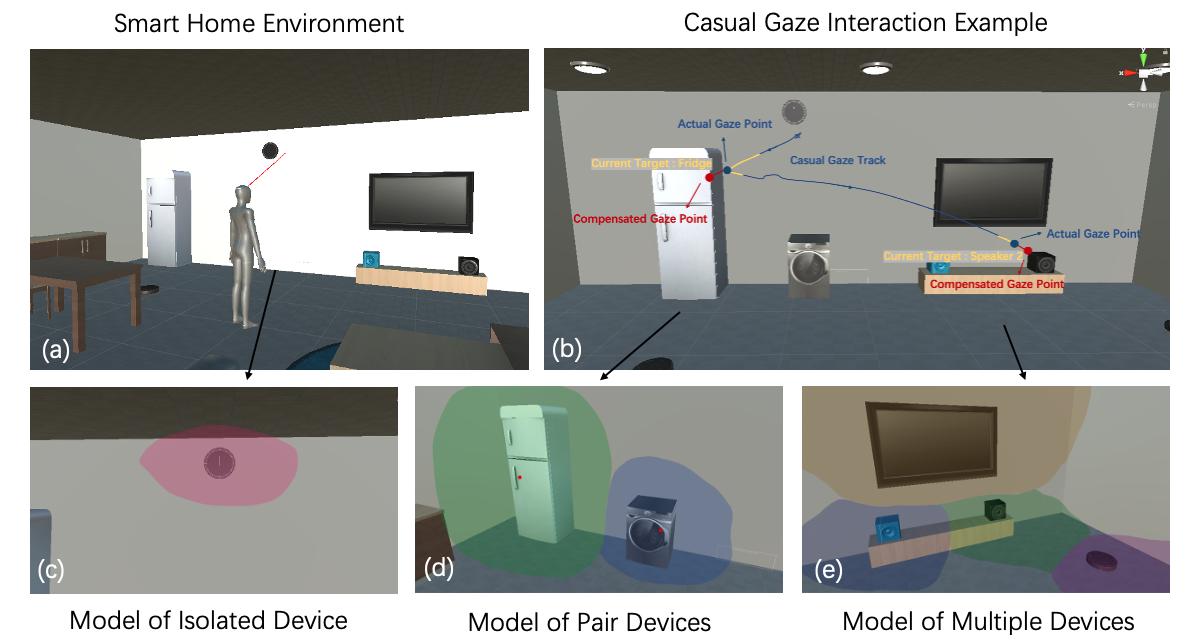 Smart Home Environment
Casual Gaze Interaction Example
y
x
Persp
Actual Gaze Point
Current Target : Fridge
Casual Gaze Track
Compensated Gaze Point
Actual Gaze Point
Current Target : Speaker 2
Compensated Gaze Point
(a)
(b)
(c)
(d)
(e)
Model of Isolated Device
Model of Pair Devices
Model of Multiple Devices